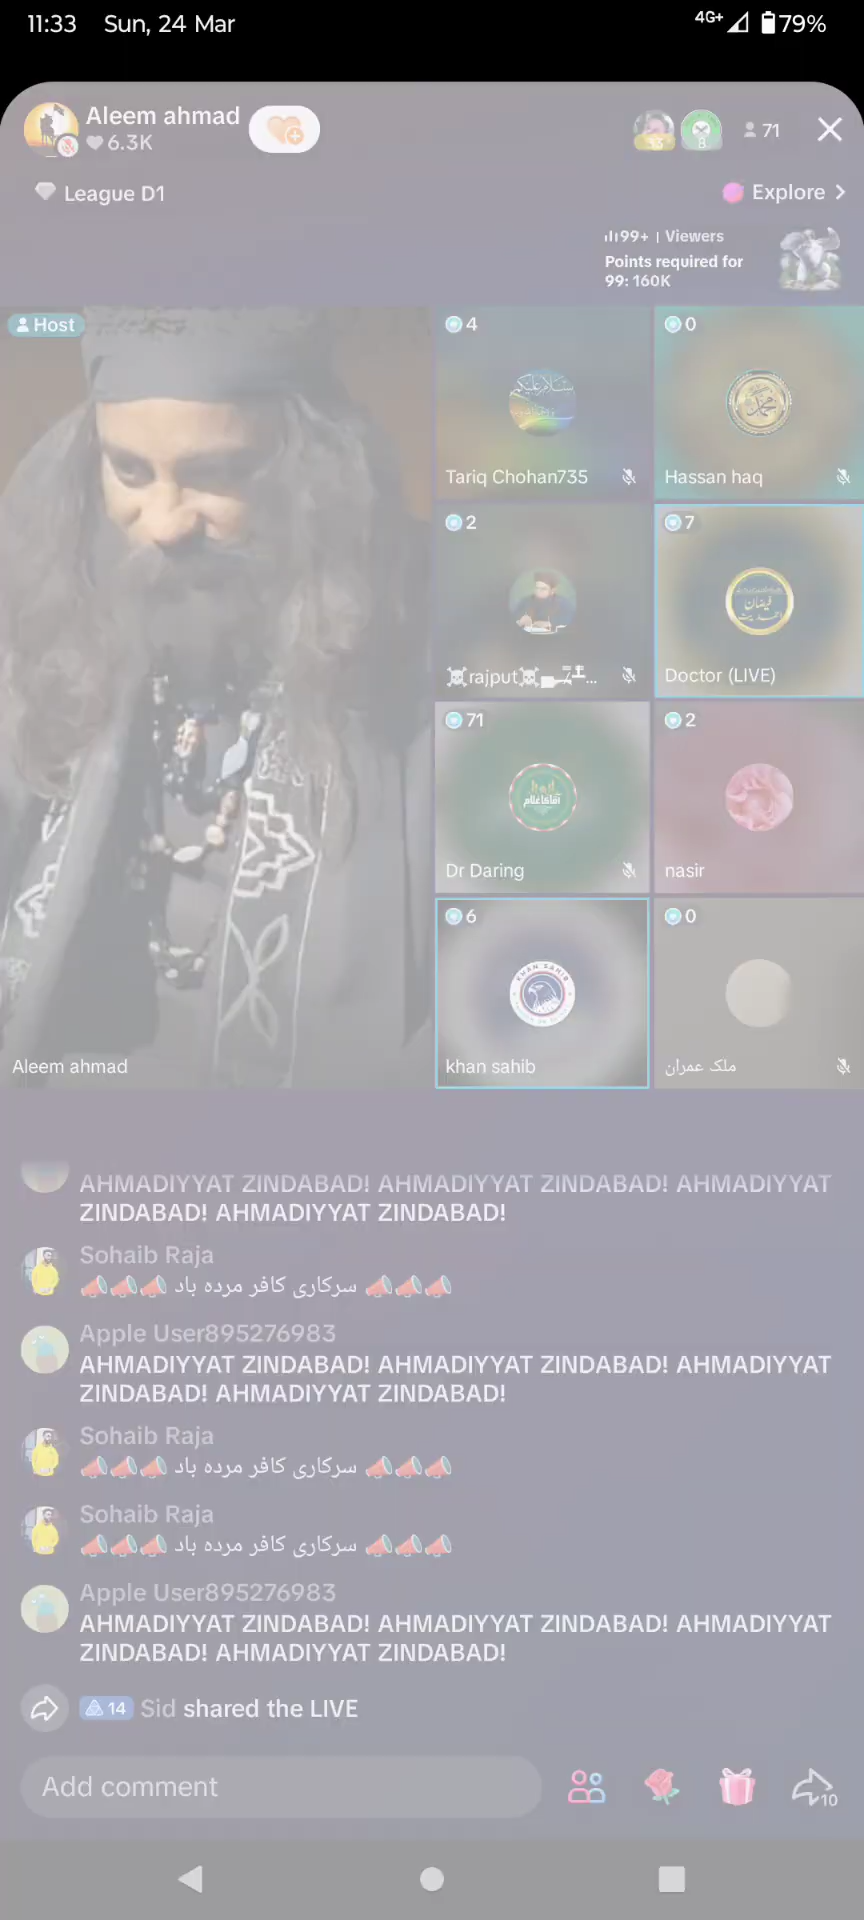 11:33 Sun, 24 Mar 4G+ 79%
Aleem ahmad
6.3K
33
8
71
League D1
Explore
99+ | Viewers
Points required for
99: 160K
Host
4
0
Tariq Chohan735
Hassan haq
2
7
فیضان
rajput
...
Doctor (LIVE)
71
2
Dr Daring
nasir
6
0
KHAN SAHIB
Aleem ahmad
khan sahib
ملک عمران
AHMADIYYAT ZINDABAD! AHMADIYYAT ZINDABAD! AHMADIYYAT
ZINDABAD! AHMADIYYAT ZINDABAD!
Sohaib Raja
📣📣📣 سرکاری کافر مردہ باد 📣📣📣
Apple User895276983
AHMADIYYAT ZINDABAD! AHMADIYYAT ZINDABAD! AHMADIYYAT
ZINDABAD! AHMADIYYAT ZINDABAD!
Sohaib Raja
📣📣📣 سرکاری کافر مردہ باد 📣📣📣
Sohaib Raja
📣📣📣 سرکاری کافر مردہ باد 📣📣📣
Apple User895276983
AHMADIYYAT ZINDABAD! AHMADIYYAT ZINDABAD! AHMADIYYAT
ZINDABAD! AHMADIYYAT ZINDABAD!
14 Sid shared the LIVE
Add comment
10